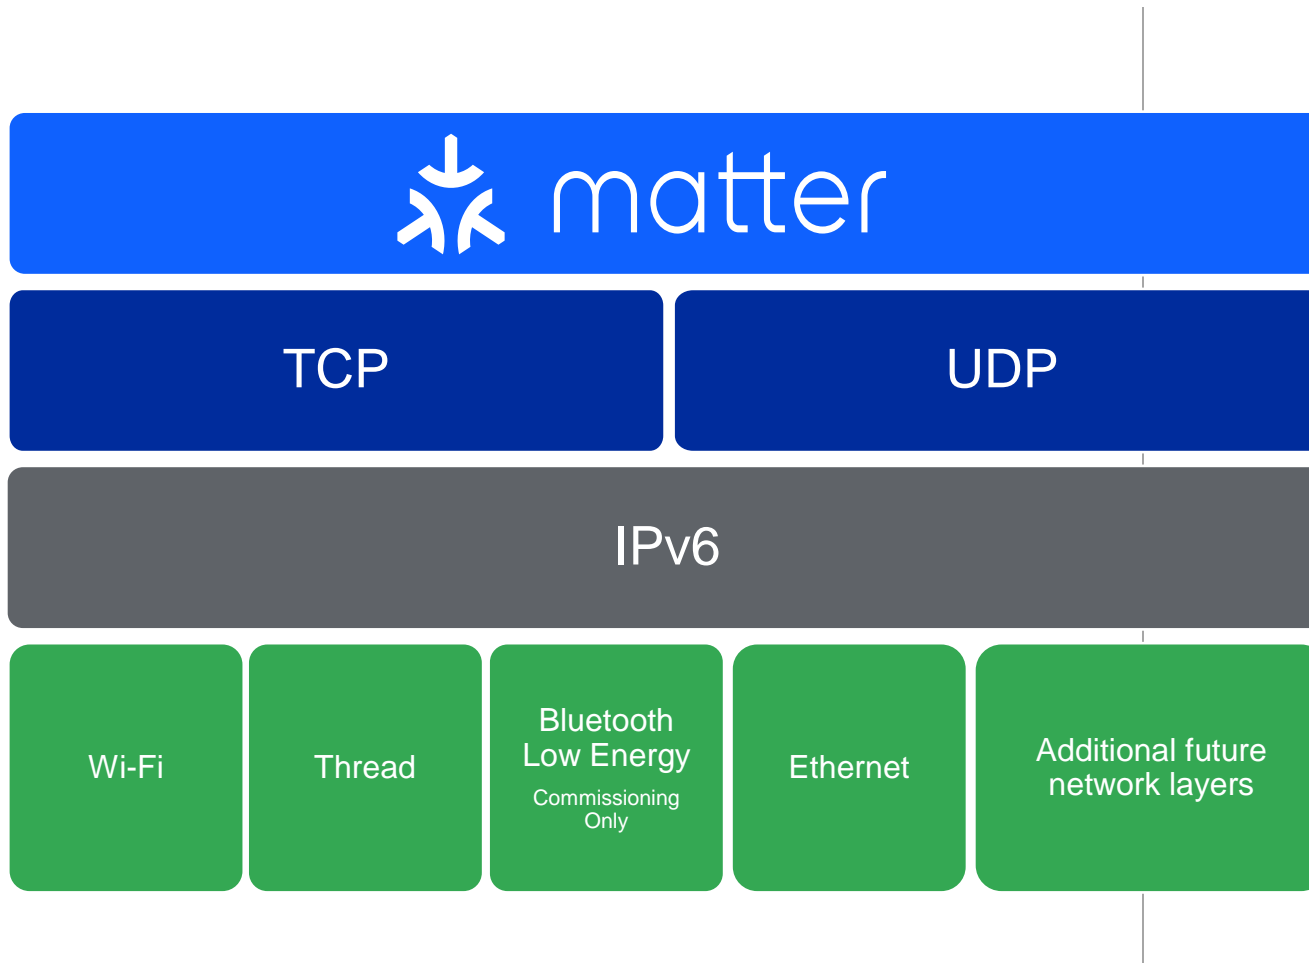 matter
TCP
UDP
IPv6
Wi-Fi
Thread
Bluetooth
Low Energy
Commissioning
Only
Ethernet
Additional future
network layers